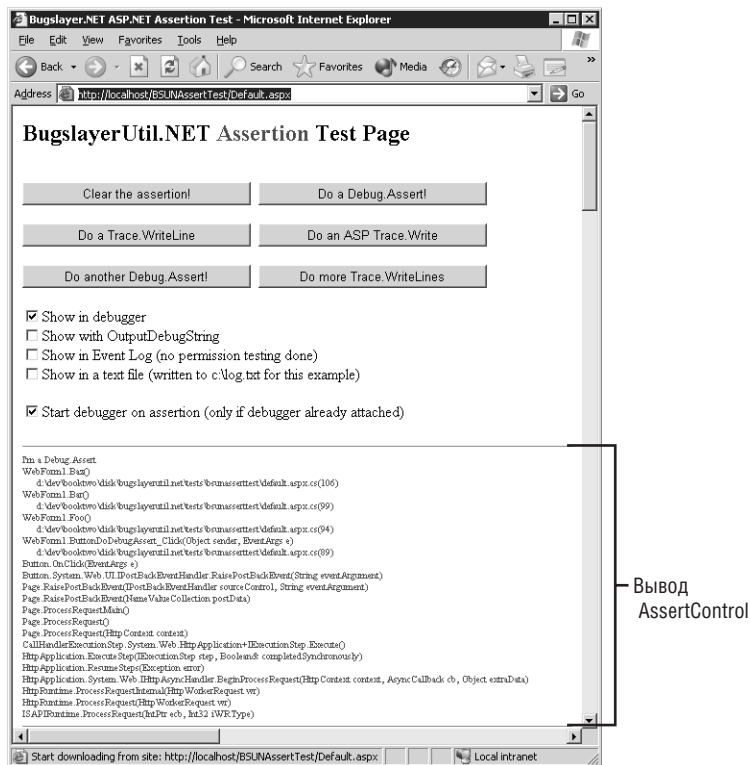 Bugslayer.NET ASP.NET Assertion Test - Microsoft Internet Explorer
File Edit View Favorites Tools Help
Back Search Favorites Media »
Address http://localhost/BSUNAssertTest/Default.aspx Go
BugslayerUtil.NET Assertion Test Page
Clear the assertion! Do a Debug.Assert!
Do a Trace.WriteLine Do an ASP Trace.Write
Do another Debug.Assert! Do more Trace.WriteLines
Show in debugger
Show with OutputDebugString
Show in Event Log (no permission testing done)
Show in a text file (written to c:\log.txt for this example)
Start debugger on assertion (only if debugger already attached)
I'm a Debug.Assert
WebForm1.Baz()
d:\dev\booktwo\disk\bugslayerutil.net\tests\bsunasserttest\default.aspx.cs(106)
WebForm1.Bar()
d:\dev\booktwo\disk\bugslayerutil.net\tests\bsunasserttest\default.aspx.cs(99)
WebForm1.Foo()
d:\dev\booktwo\disk\bugslayerutil.net\tests\bsunasserttest\default.aspx.cs(94)
WebForm1.ButtonDoDebugAssert_Click(Object sender, EventArgs e)
d:\dev\booktwo\disk\bugslayerutil.net\tests\bsunasserttest\default.aspx.cs(89)
Button.OnClick(EventArgs e)
Button.System.Web.UI.IPostBackEventHandler.RaisePostBackEvent(String eventArgument)
Page.RaisePostBackEvent(IPostBackEventHandler sourceControl, String eventArgument)
Page.RaisePostBackEvent(NameValueCollection postData)
Page.ProcessRequestMain()
Page.ProcessRequest()
Page.ProcessRequest(HttpContext context)
CallHandlerExecutionStep.System.Web.HttpApplication+IExecutionStep.Execute()
HttpApplication.ExecuteStep(IExecutionStep step, Boolean& completedSynchronously)
HttpApplication.ResumeSteps(Exception error)
HttpApplication.System.Web.IHttpAsyncHandler.BeginProcessRequest(HttpContext context, AsyncCallback cb, Object extraData)
HttpRuntime.ProcessRequestInternal(HttpWorkerRequest wr)
HttpRuntime.ProcessRequest(HttpWorkerRequest wr)
ISAPIRuntime.ProcessRequest(IntPtr ecb, Int32 iWRType)
Вывод
AssertControl
Start downloading from site: http://localhost/BSUNAssertTest/Default.aspx Local intranet